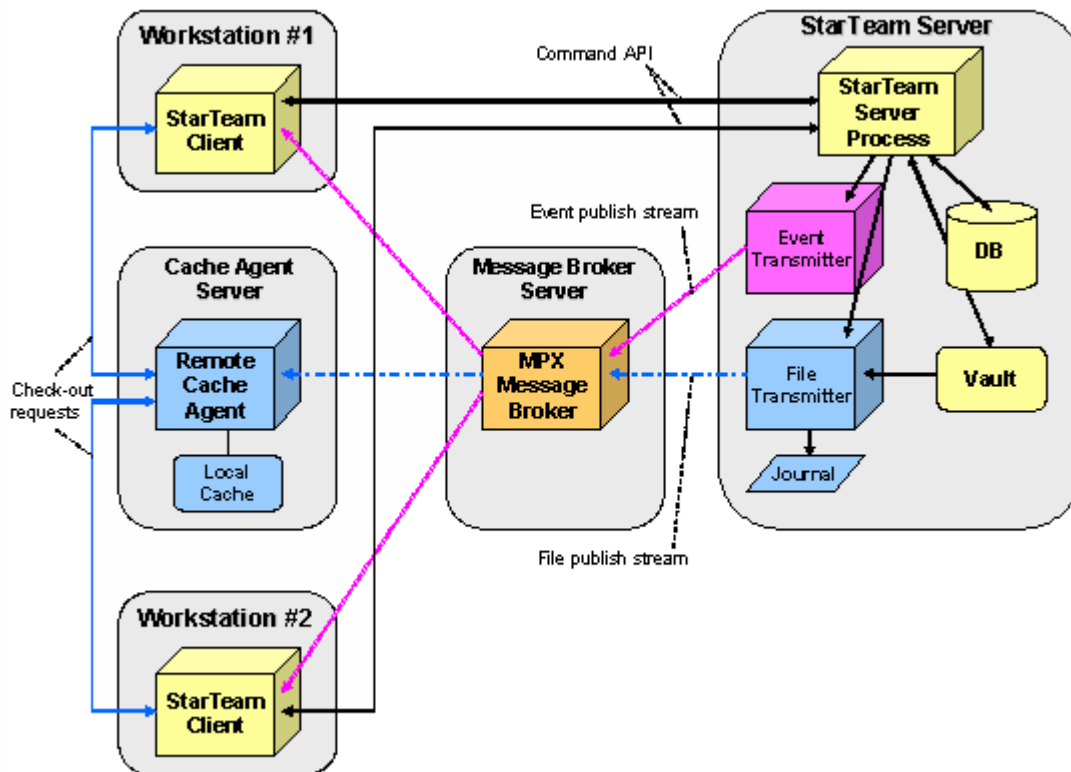 Workstation #1
StarTeam
Client
Command API
StarTeam Server
StarTeam
Server
Process
Event publish stream
Event
Transmitter
DB
Cache Agent
Server
Message Broker
Server
Remote
Cache
Agent
MPX
Message
Broker
File
Transmitter
Vault
Check-out
requests
Local
Cache
Journal
File publish stream
Workstation #2
StarTeam
Client